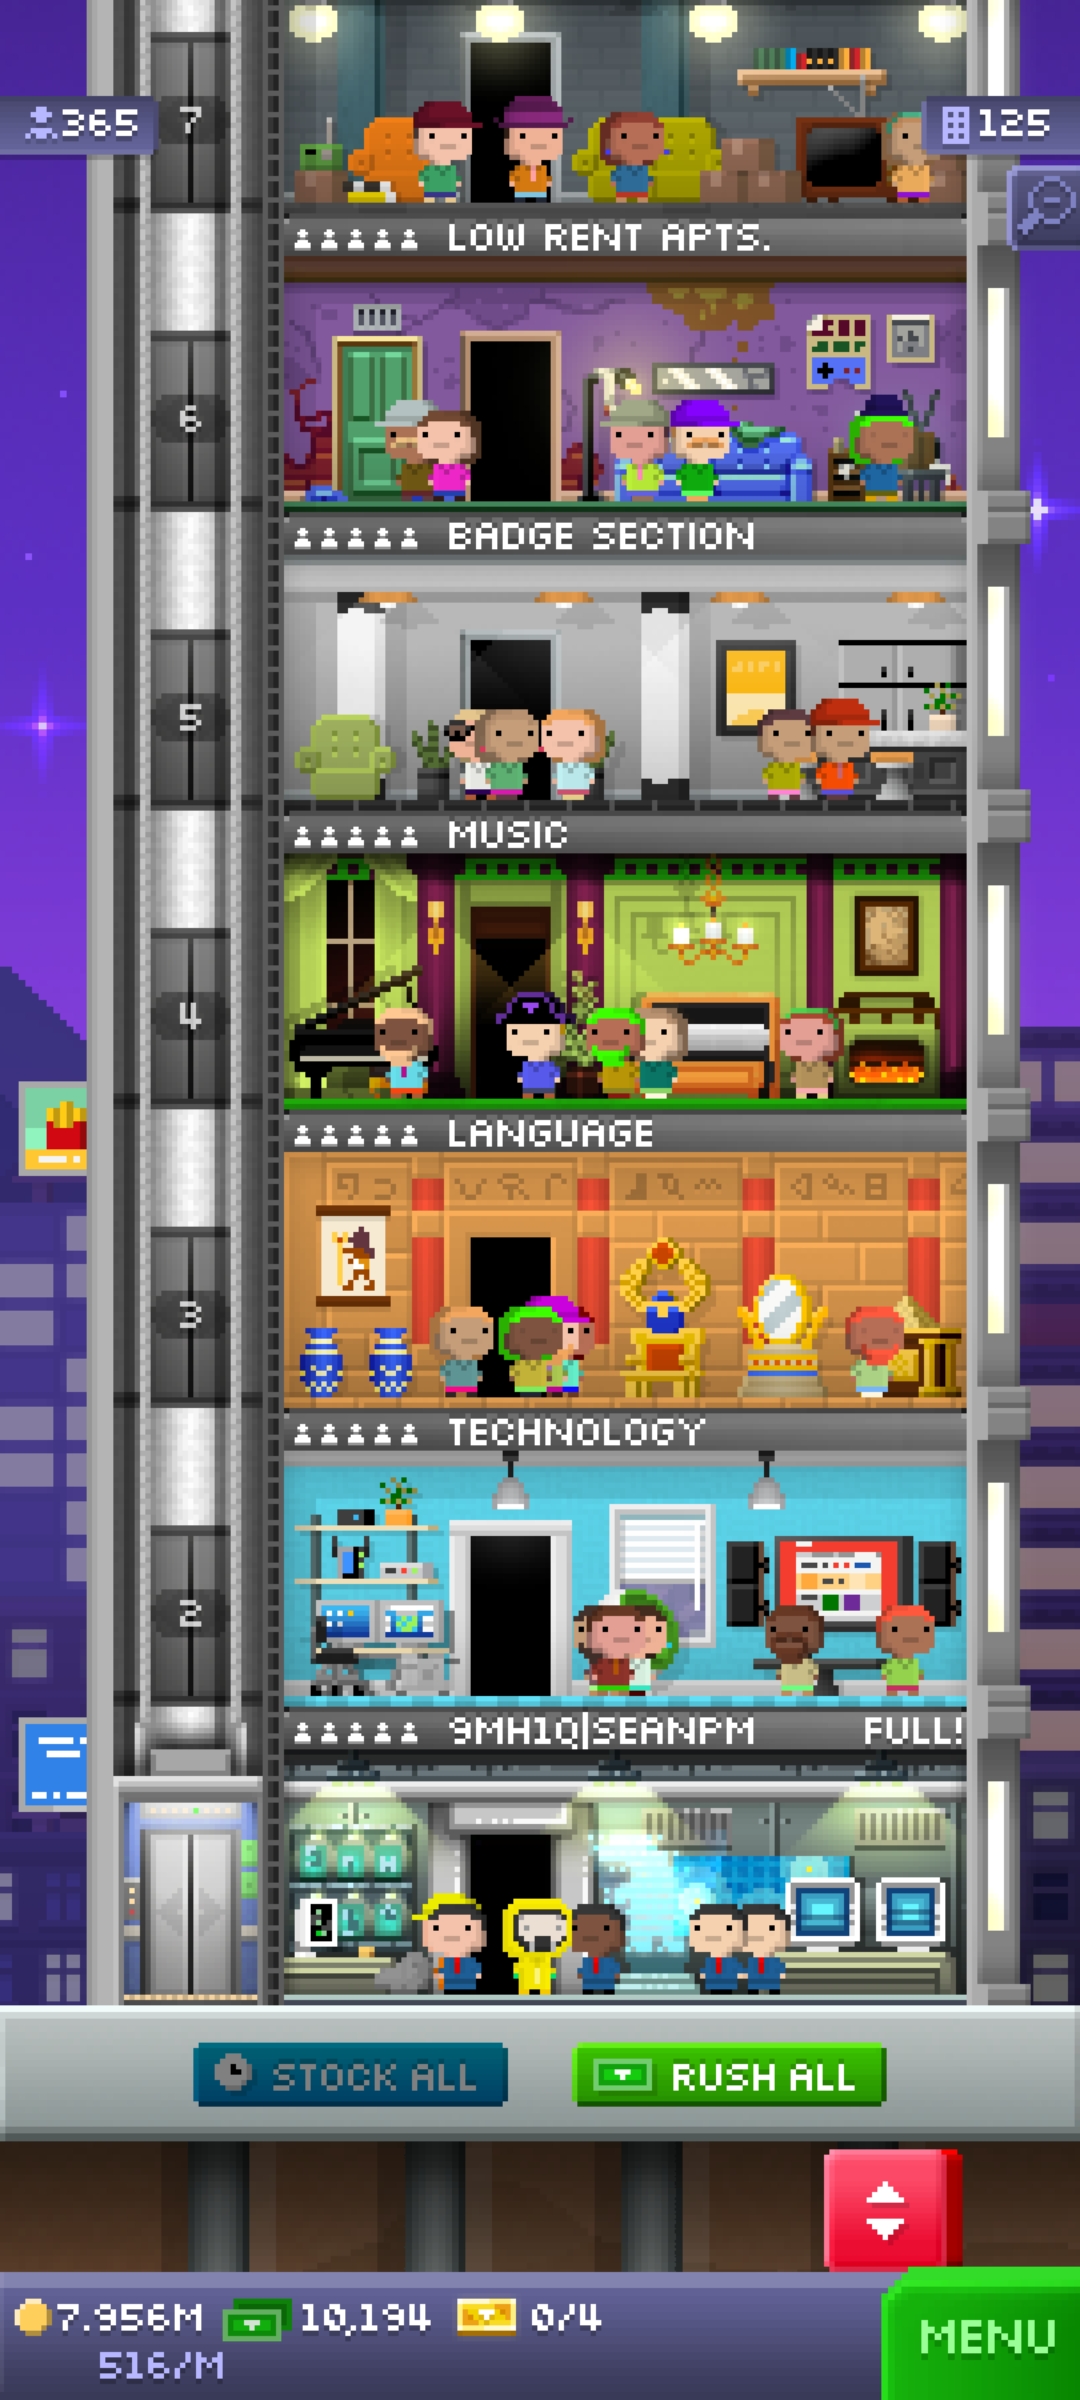 365
7
125
LOW RENT APTS.
6
BADGE SECTION
5
MUSIC
4
LANGUAGE
3
TECHNOLOGY
2
9MH1Q|SEANPM FULL!
STOCK ALL
RUSH ALL
7.956M
10,194
0/4
516/M
MENU